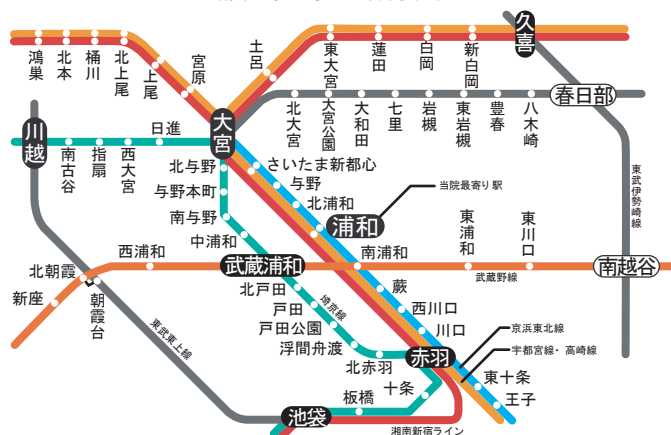 鴻巣
北本
桶川
北上尾
上尾
宮原
土呂
東大宮
蓮田
白岡
新白岡
久喜
川越
南古谷
指扇
西大宮
日進
大宮
北大宮
大宮公園
大和田
七里
岩槻
東岩槻
豊春
八木崎
春日部
北与野
与野本町
南与野
中浦和
さいたま新都心
与野
北浦和
浦和
当院最寄り駅
東武伊勢崎線
新座
北朝霞
朝霞台
西浦和
武蔵浦和
南浦和
東浦和
東川口
武蔵野線
南越谷
北戸田
戸田
戸田公園
浮間舟渡
北赤羽
埼京線
蕨
西川口
川口
赤羽
京浜東北線
宇都宮線・高崎線
東武東上線
十条
板橋
池袋
東十条
王子
湘南新宿ライン